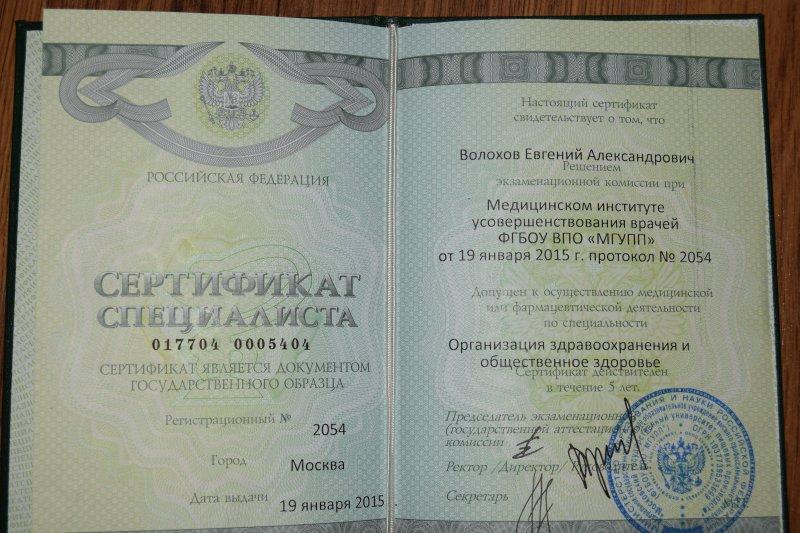 РОССИЙСКАЯ ФЕДЕРАЦИЯ
СЕРТИФИКАТ
СПЕЦИАЛИСТА
017704 0005404
СЕРТИФИКАТ ЯВЛЯЕТСЯ ДОКУМЕНТОМ
ГОСУДАРСТВЕННОГО ОБРАЗЦА
Регистрационный № 2054
Город Москва
Дата выдачи 19 января 2015
Настоящий сертификат
свидетельствует о том, что
Волохов Евгений Александрович
Решением
экзаменационной комиссии при
Медицинском институте
усовершенствования врачей
ФГБОУ ВПО «МГУПП»
от 19 января 2015 г. протокол № 2054
Допущен к осуществлению медицинской
или фармацевтической деятельности
по специальности
Организация здравоохранения и
общественное здоровье
Сертификат действителен
в течение 5 лет.
Председатель экзаменационной
(государственной аттестационной)
комиссии
Ректор /Директор/ Руководитель
Секретарь